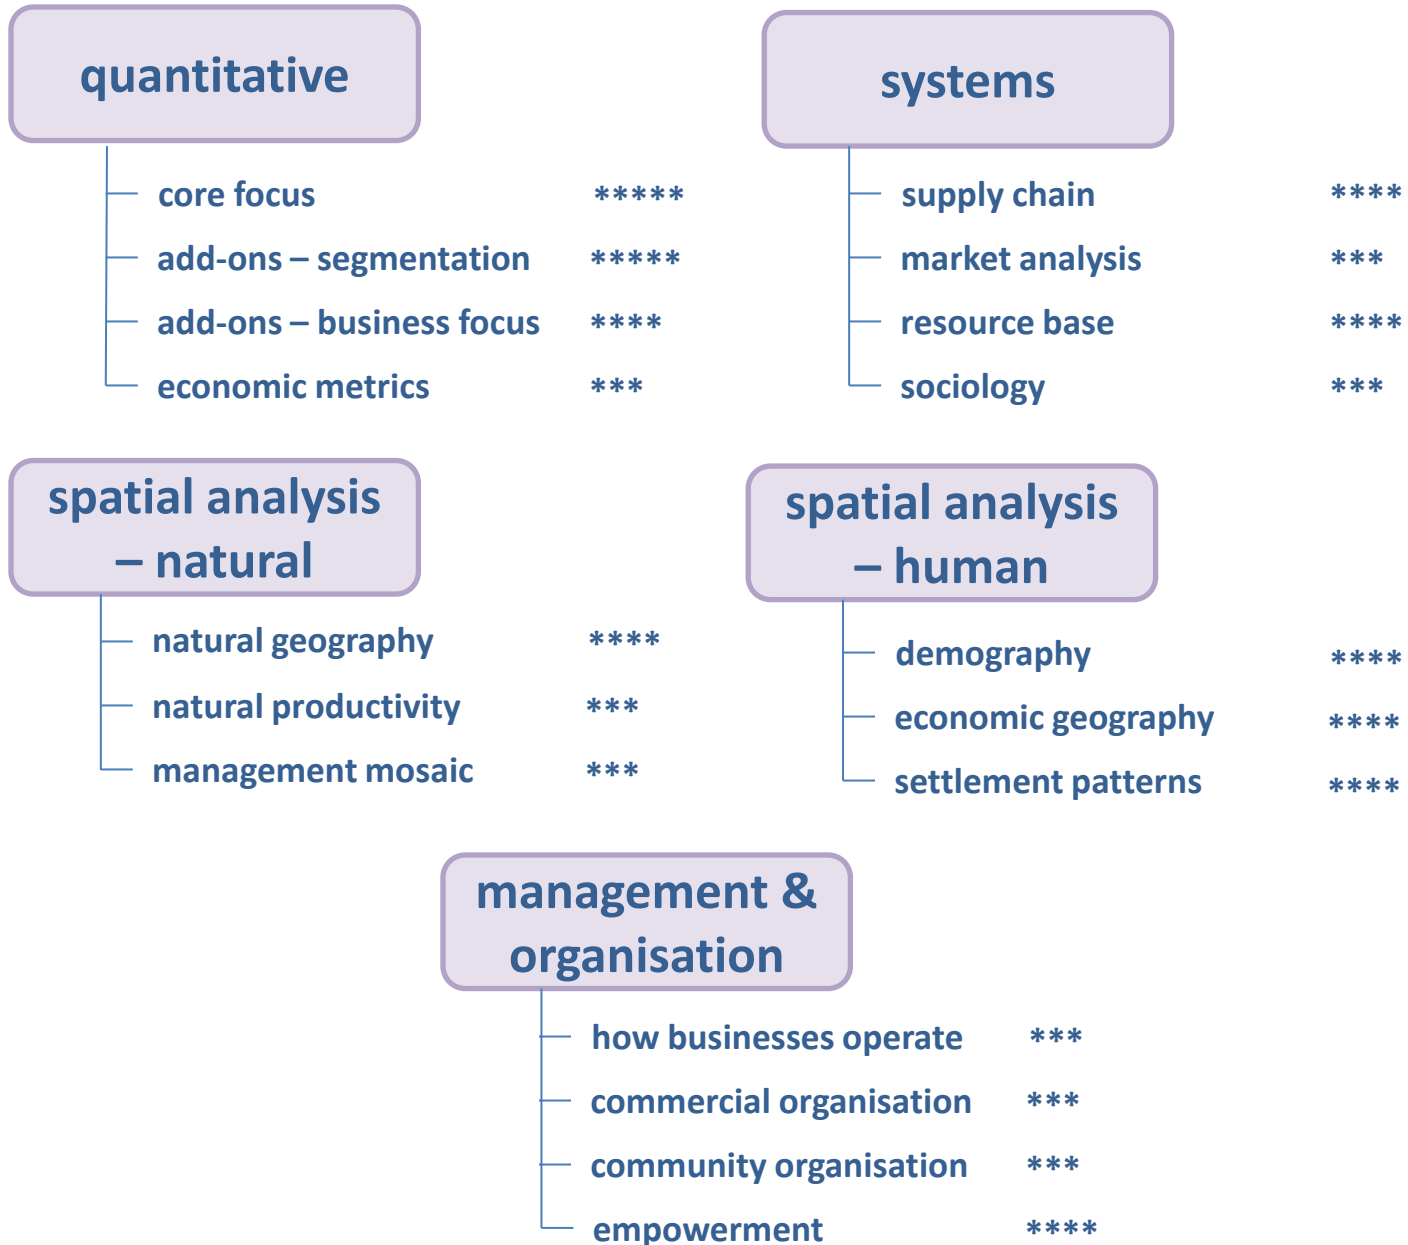 quantitative
core focus *****
add-ons – segmentation *****
add-ons – business focus ****
economic metrics ***
systems
supply chain ****
market analysis ***
resource base ****
sociology ***
spatial analysis
– natural
natural geography ****
natural productivity ***
management mosaic ***
spatial analysis
– human
demography ****
economic geography ****
settlement patterns ****
management &
organisation
how businesses operate ***
commercial organisation ***
community organisation ***
empowerment ****